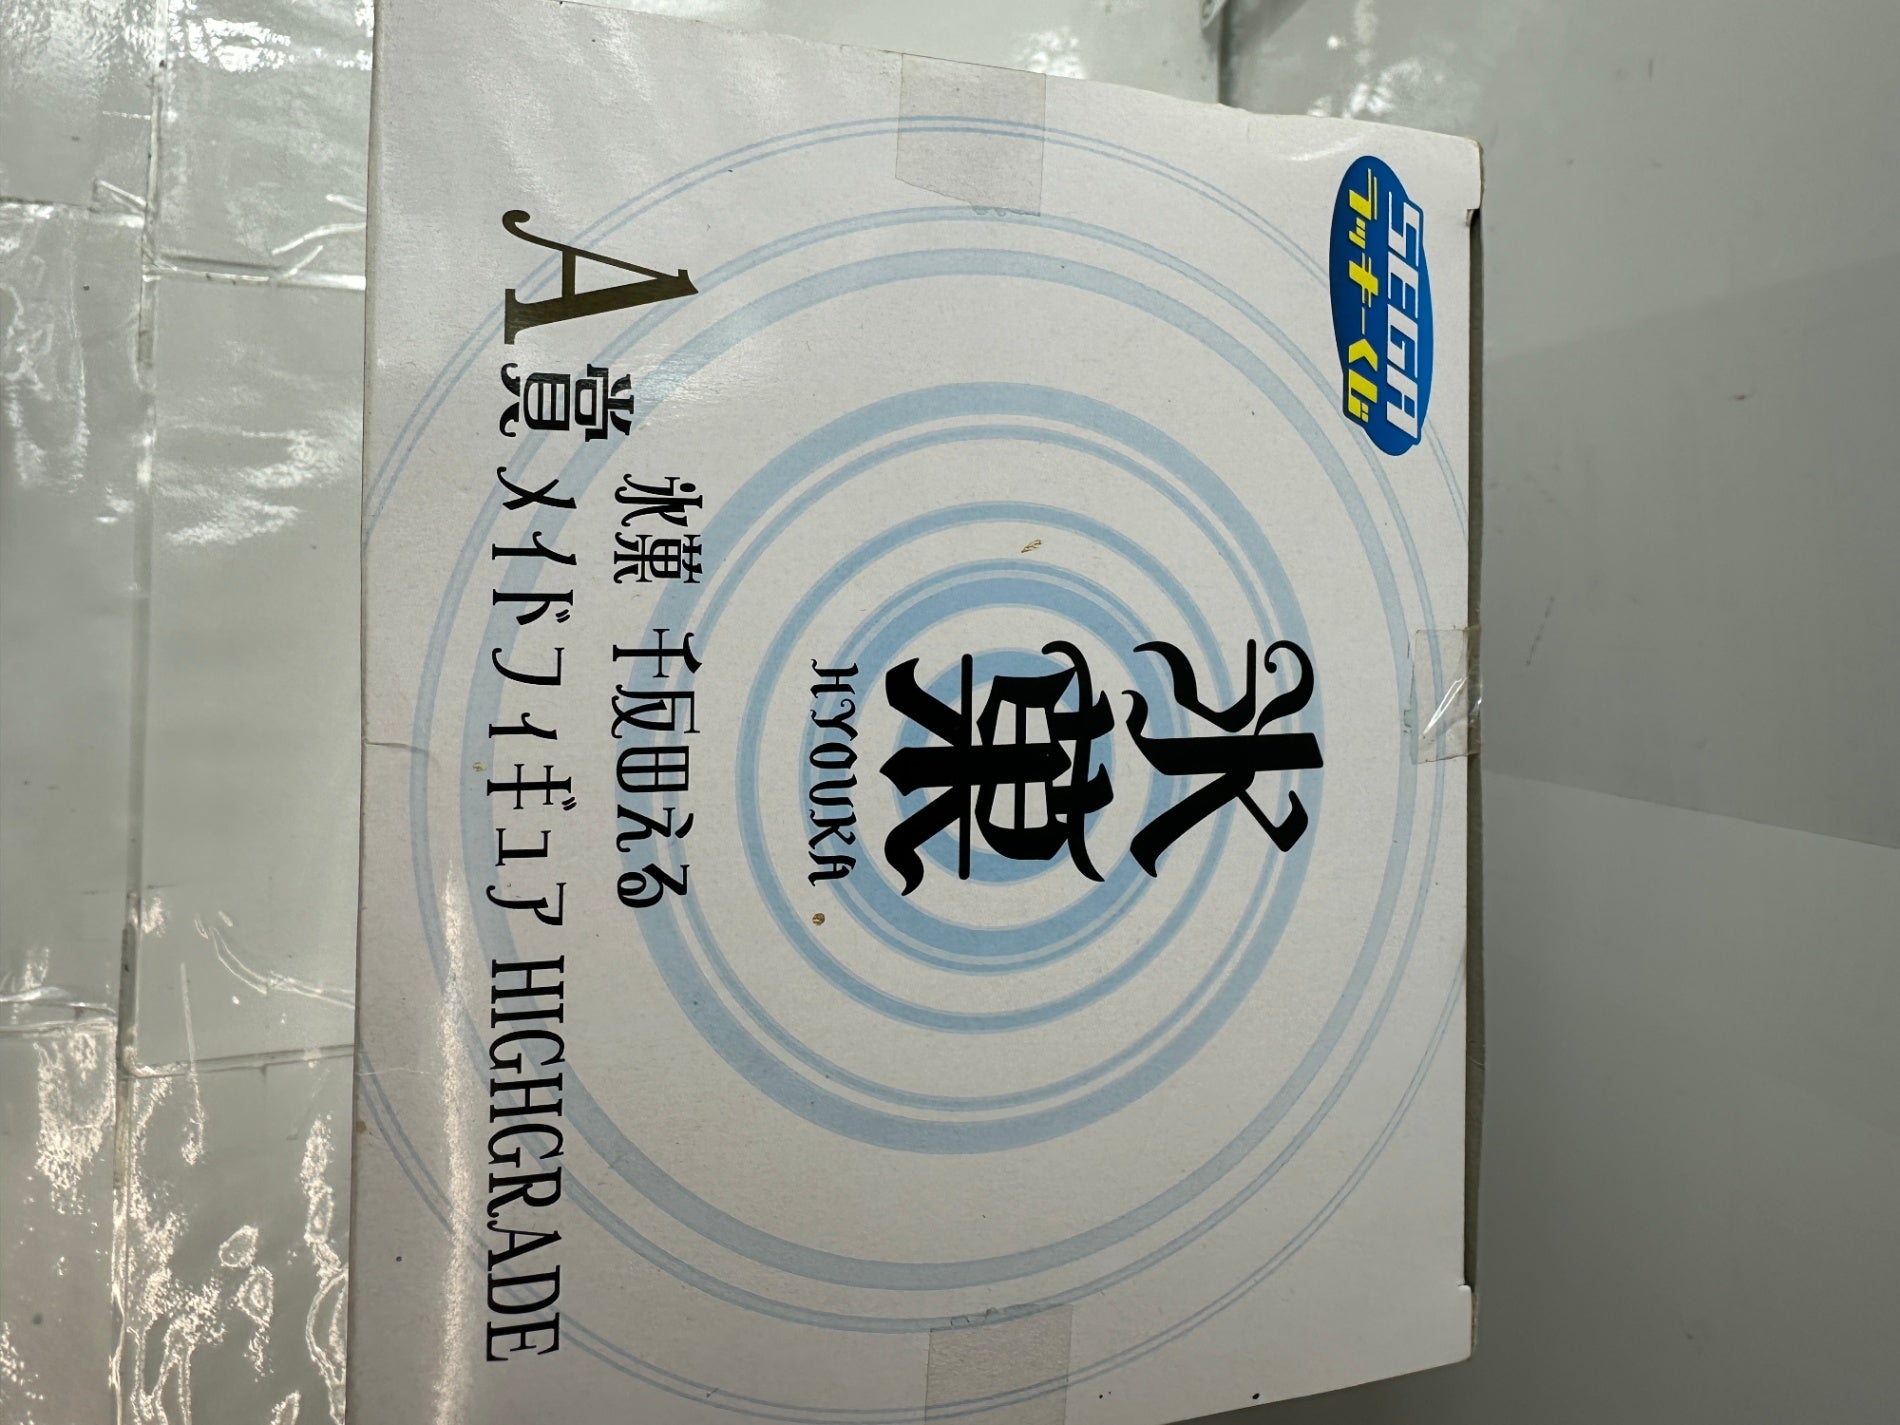 SEGA
ラッキーくじ
氷菓
HYOUKA
氷菓 千反田える
A賞 メイドフィギュア HIGHGRADE